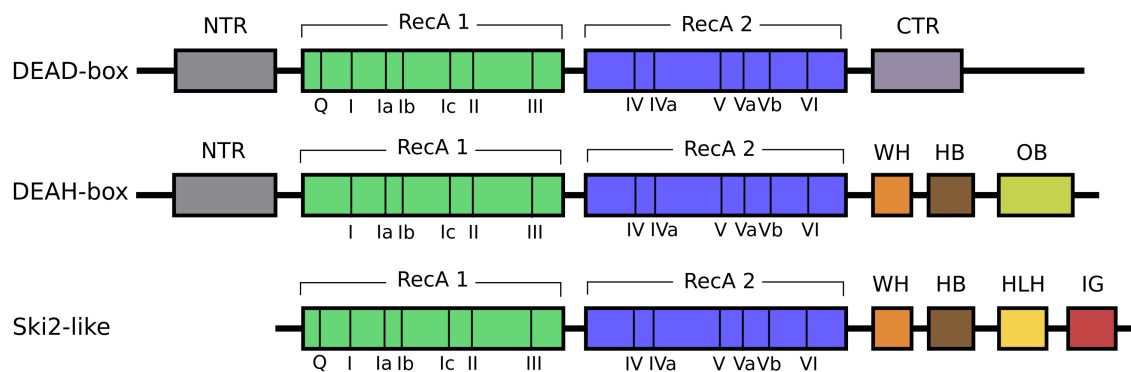 NTR RecA 1 RecA 2 CTR
DEAD-box
Q I Ia Ib Ic II III IV IVa V Va Vb VI
NTR RecA 1 RecA 2 WH HB OB
DEAH-box
I Ia Ib Ic II III IV IVa V Va Vb VI
RecA 1 RecA 2 WH HB HLH IG
Ski2-like
Q I Ia Ib Ic II III IV IVa V Va Vb VI